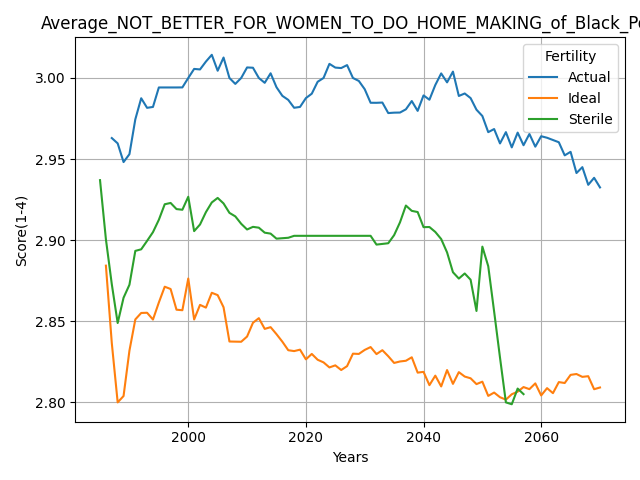 Average_NOT_BETTER_FOR_WOMEN_TO_DO_HOME_MAKING_of_Black_Pe
Fertility
Actual
Ideal
Sterile
Score(1-4)
3.00
2.95
2.90
2.85
2.80
2000
2020
2040
2060
Years